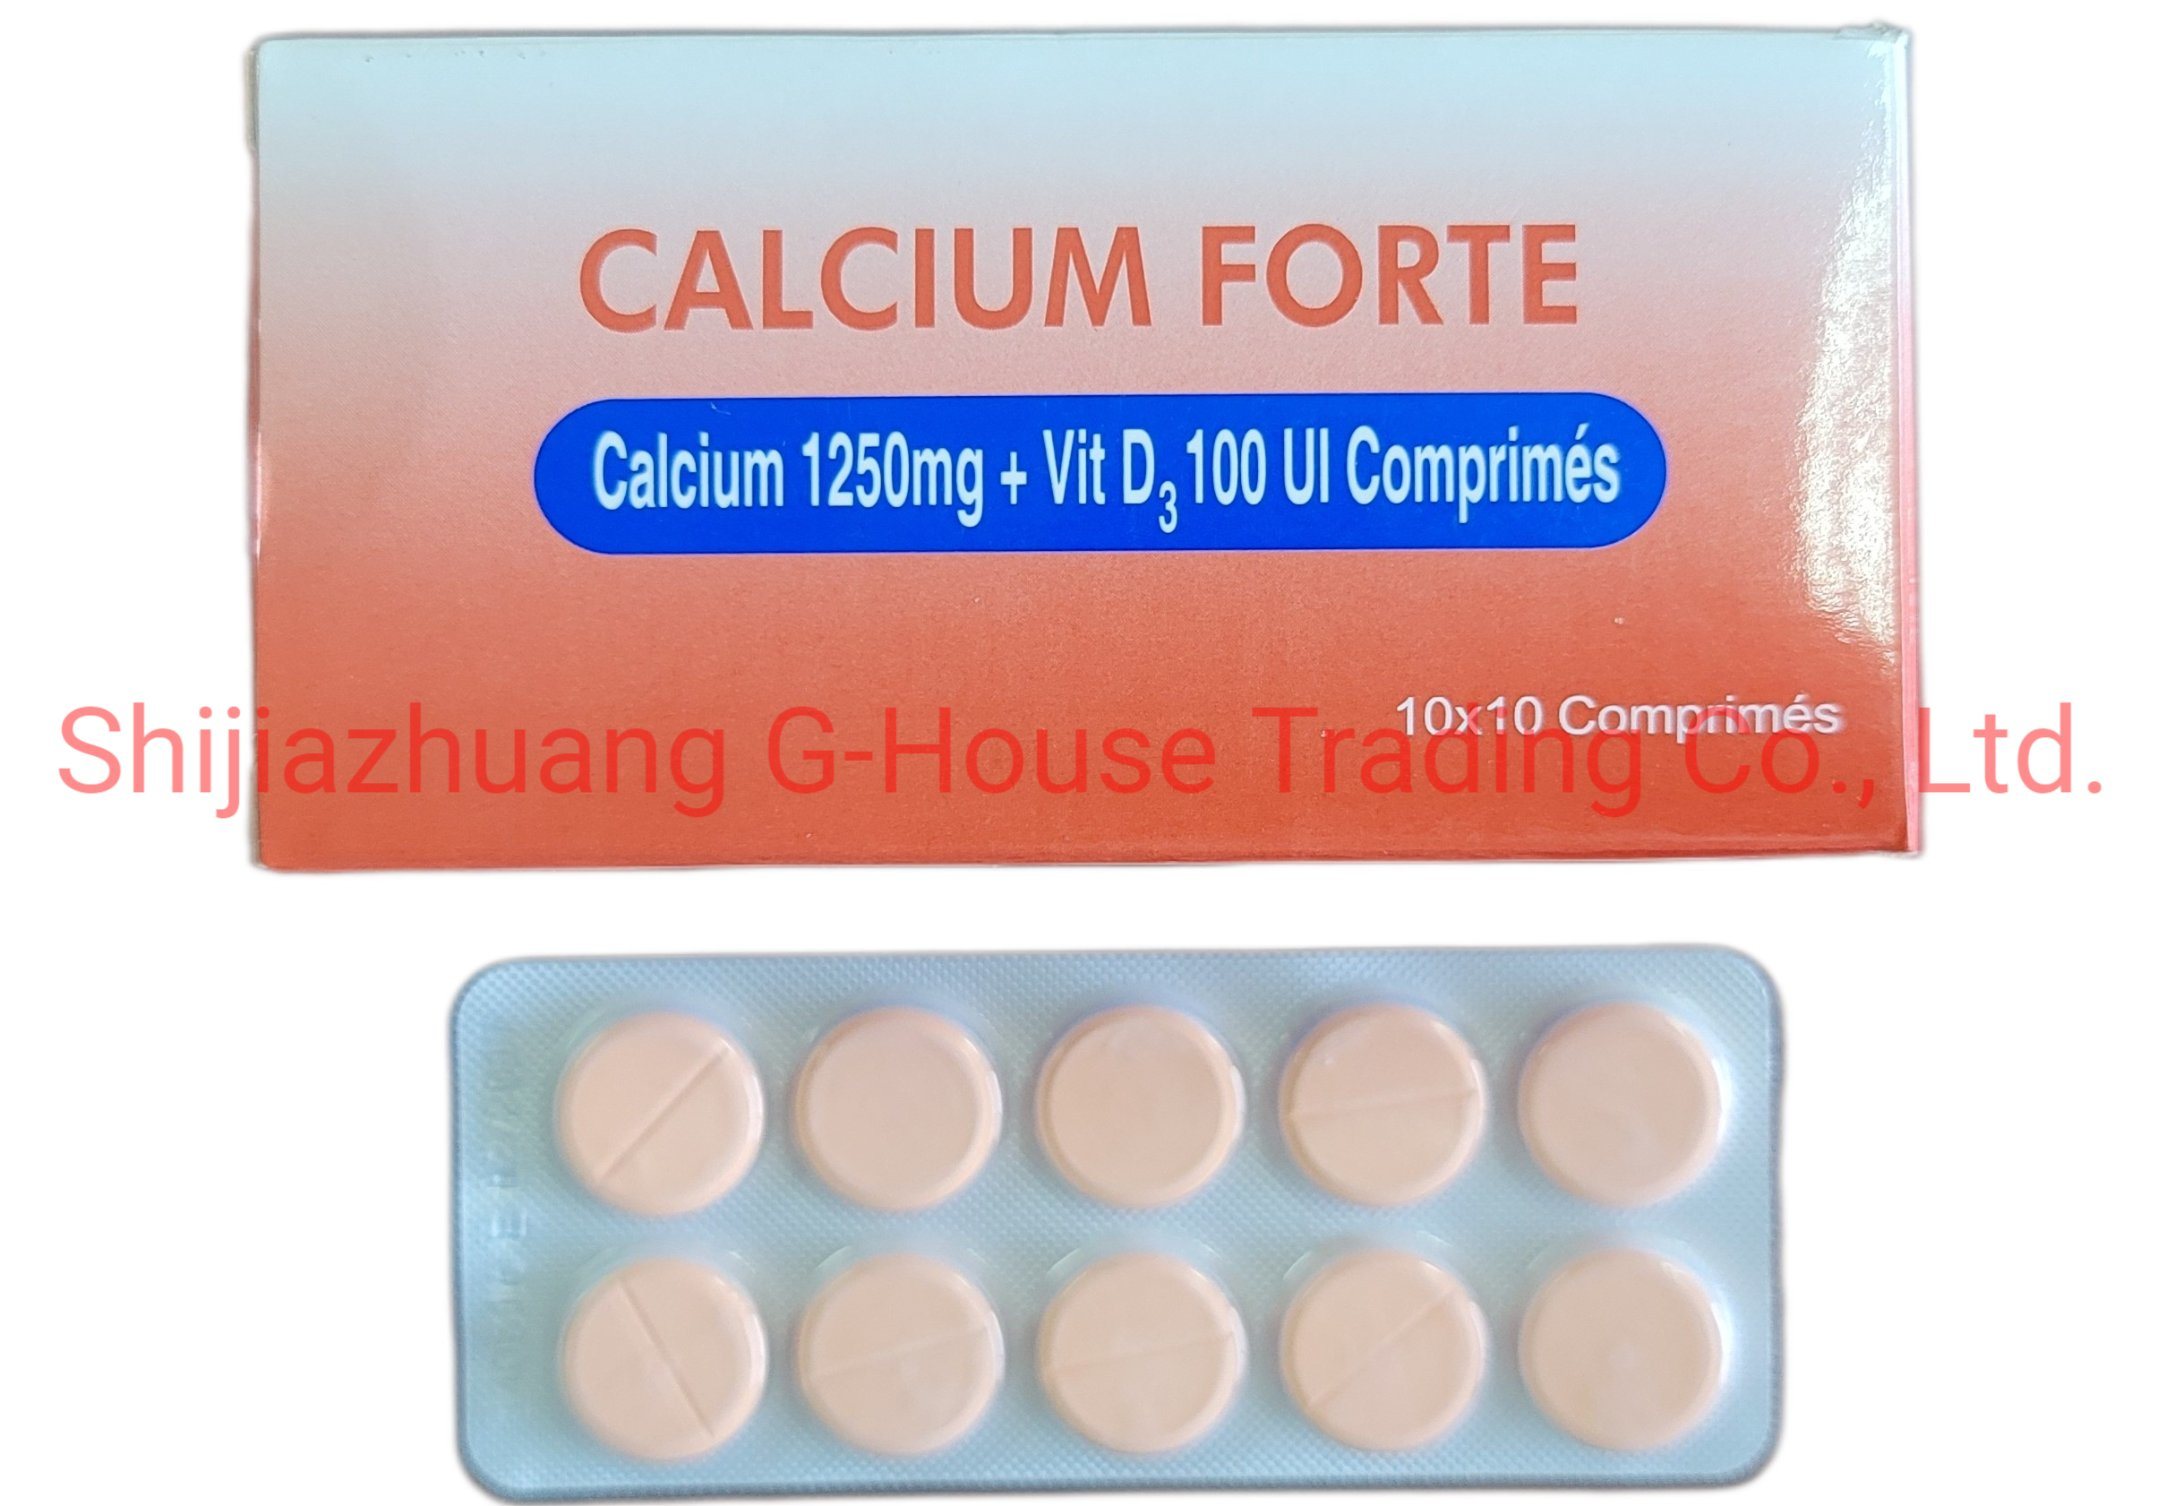 CALCIUM FORTE
Calcium 1250mg + Vit D₃ 100 UI Comprimés
10x10 Comprimés
Shijiazhuang G-House Trading Co., Ltd.